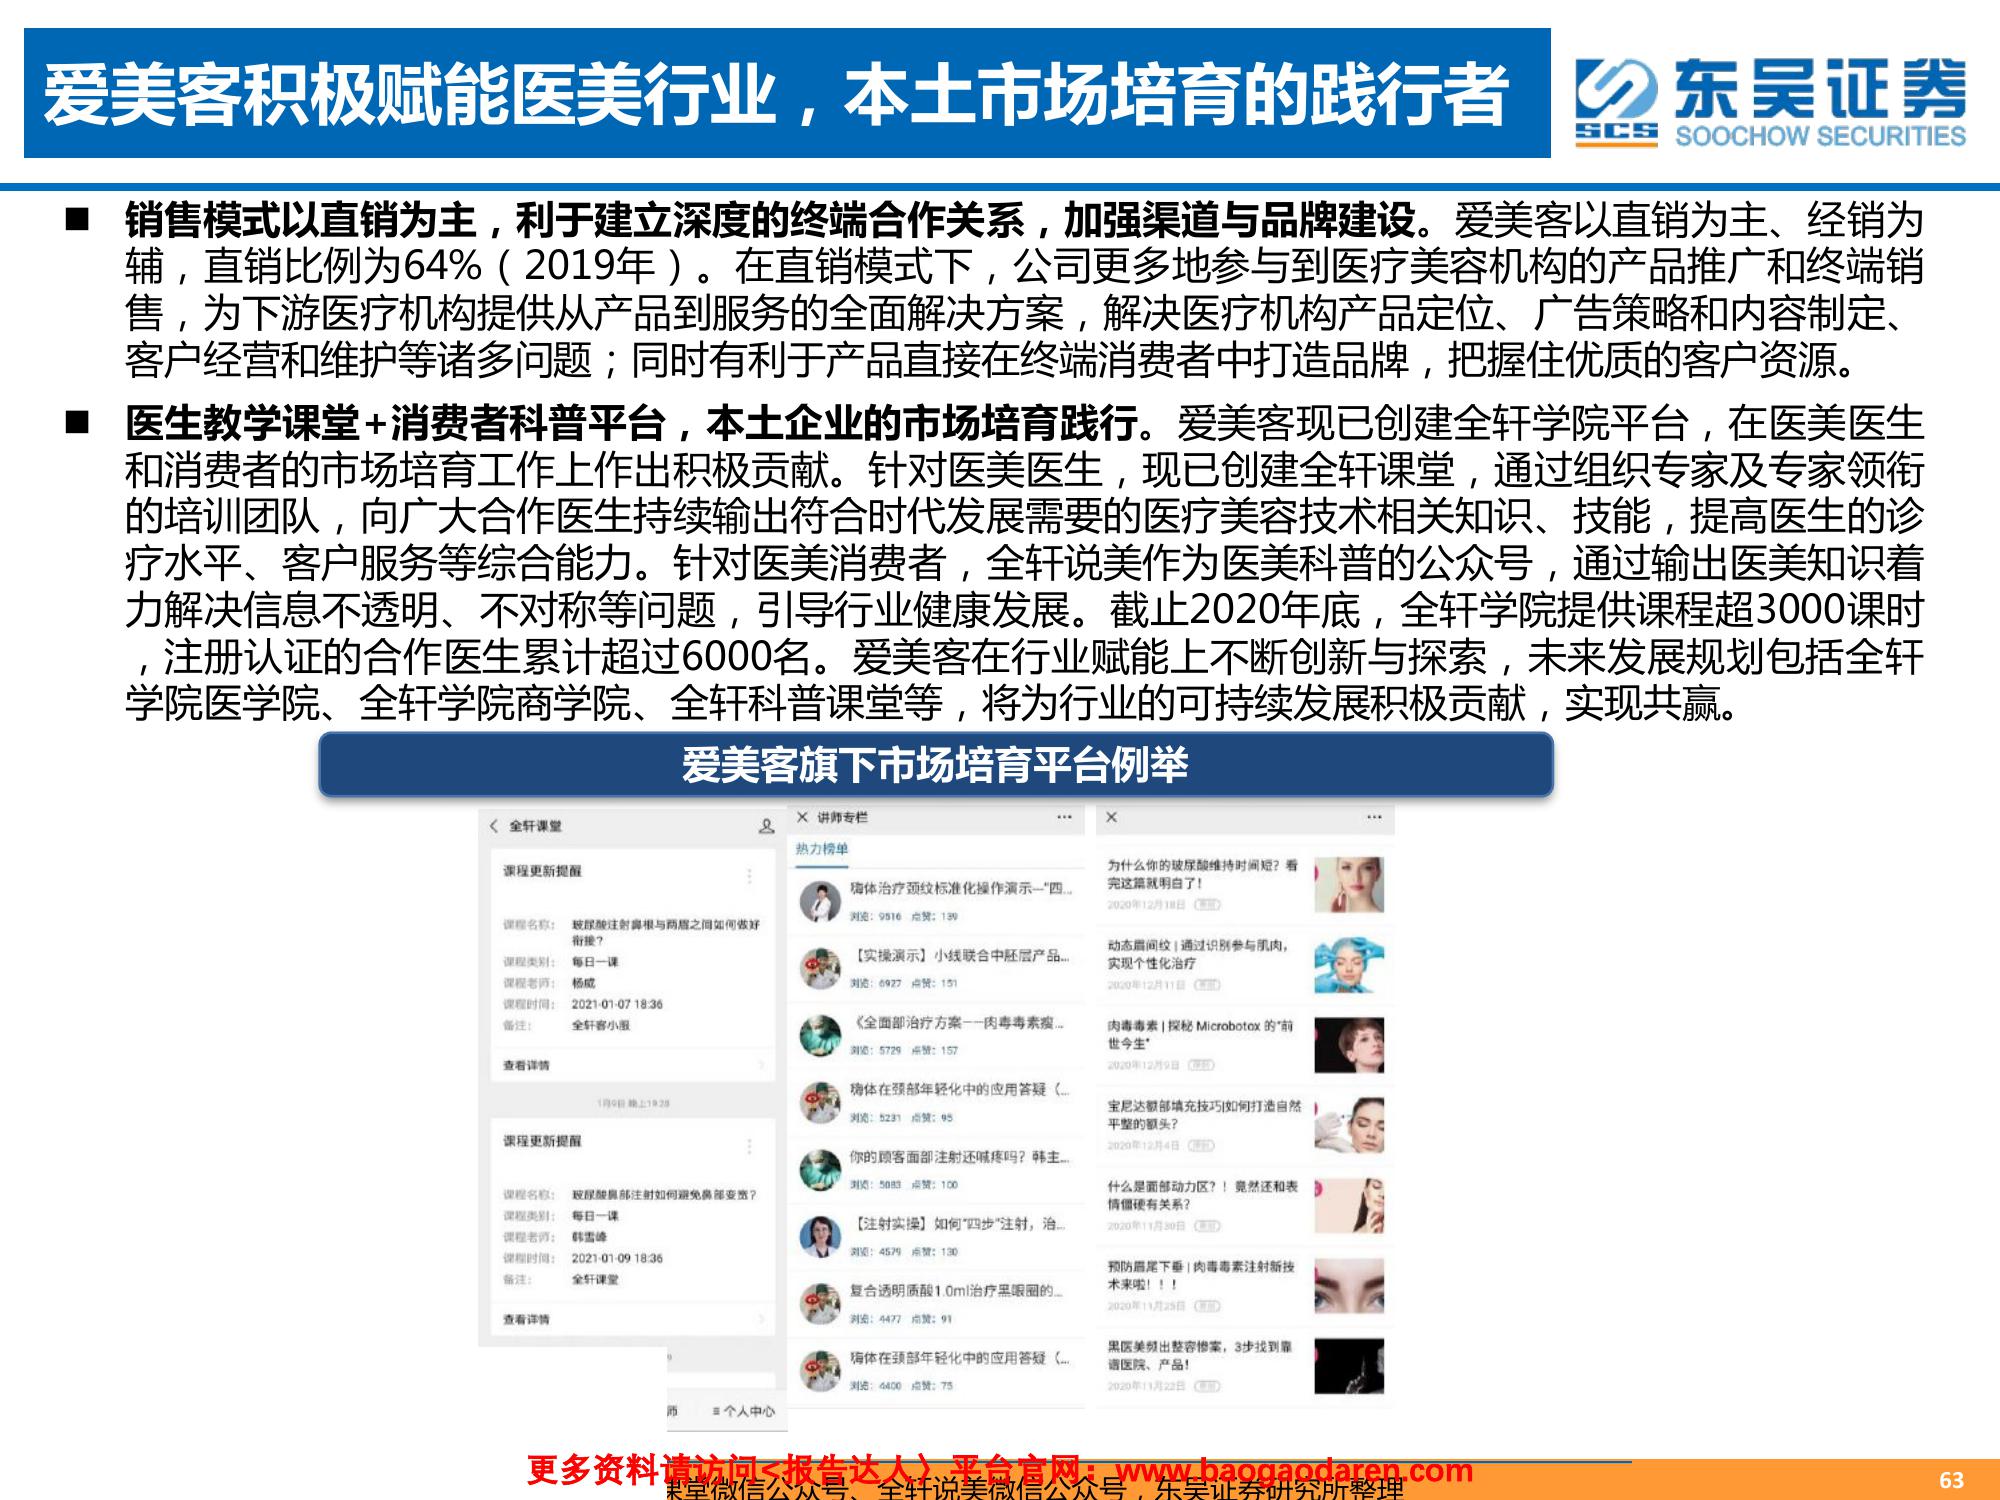 爱美客积极赋能医美行业，本土市场培育的践行者
东吴证券
SCS
SOOCHOW SECURITIES
■ 销售模式以直销为主，利于建立深度的终端合作关系，加强渠道与品牌建设。爱美客以直销为主、经销为
辅，直销比例为64%（2019年）。在直销模式下，公司更多地参与到医疗美容机构的产品推广和终端销
售，为下游医疗机构提供从产品到服务的全面解决方案，解决医疗机构产品定位、广告策略和内容制定、
客户经营和维护等诸多问题；同时有利于产品直接在终端消费者中打造品牌，把握住优质的客户资源。
■ 医生教学课堂+消费者科普平台，本土企业的市场培育践行。爱美客现已创建全轩学院平台，在医美医生
和消费者的市场培育工作上作出积极贡献。针对医美医生，现已创建全轩课堂，通过组织专家及专家领衔
的培训团队，向广大合作医生持续输出符合时代发展需要的医疗美容技术相关知识、技能，提高医生的诊
疗水平、客户服务等综合能力。针对医美消费者，全轩说美作为医美科普的公众号，通过输出医美知识着
力解决信息不透明、不对称等问题，引导行业健康发展。截止2020年底，全轩学院提供课程超3000课时
，注册认证的合作医生累计超过6000名。爱美客在行业赋能上不断创新与探索，未来发展规划包括全轩
学院医学院、全轩学院商学院、全轩科普课堂等，将为行业的可持续发展积极贡献，实现共赢。
爱美客旗下市场培育平台例举
全轩课堂
课程更新提醒
课程名称： 玻尿酸注射鼻根与两眉之间如何做好
衔接？
课程类别： 每日一课
课程老师： 杨威
课程时间： 2021-01-07 18:36
备注： 全轩客小服
查看详情
1月9日 晚上19:28
课程更新提醒
课程名称： 玻尿酸鼻部注射如何避免鼻部变宽？
课程类别： 每日一课
课程老师： 韩雪峰
课程时间： 2021-01-09 18:36
备注： 全轩课堂
查看详情
师 ≡ 个人中心
× 讲师专栏 ···
热力榜单
嗨体治疗颈纹标准化操作演示—"四...
浏览：9816 点赞：139
【实操演示】小线联合中胚层产品...
浏览：6927 点赞：151
《全面部治疗方案——肉毒毒素瘦...
浏览：5729 点赞：157
嗨体在颈部年轻化中的应用答疑（...
浏览：5231 点赞：95
你的顾客面部注射还喊疼吗？韩主...
浏览：5083 点赞：100
【注射实操】如何"四步"注射，治...
浏览：4579 点赞：130
复合透明质酸1.0ml治疗黑眼圈的...
浏览：4477 点赞：91
嗨体在颈部年轻化中的应用答疑（...
浏览：4400 点赞：75
× ···
为什么你的玻尿酸维持时间短？看
完这篇就明白了！
2020年12月18日 原创
动态眉间纹 | 通过识别参与肌肉，
实现个性化治疗
2020年12月11日 原创
肉毒毒素 | 探秘 Microbotox 的"前
世今生"
2020年12月9日 原创
宝尼达额部填充技巧|如何打造自然
平整的额头？
2020年12月4日 原创
什么是面部动力区？！竟然还和表
情僵硬有关系？
2020年11月30日 原创
预防眉尾下垂 | 肉毒毒素注射新技
术来啦！！！
2020年11月25日 原创
黑医美频出整容惨案，3步找到靠
谱医院、产品！
2020年11月22日 原创
更多资料请访问<报告达人〉平台官网：www.baogaodaren.com
课堂微信公众号、全轩说美微信公众号，东吴证券研究所整理
63